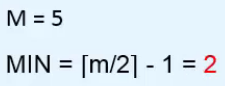 M = 5
MIN = ⌈m/2⌉ - 1 = 2